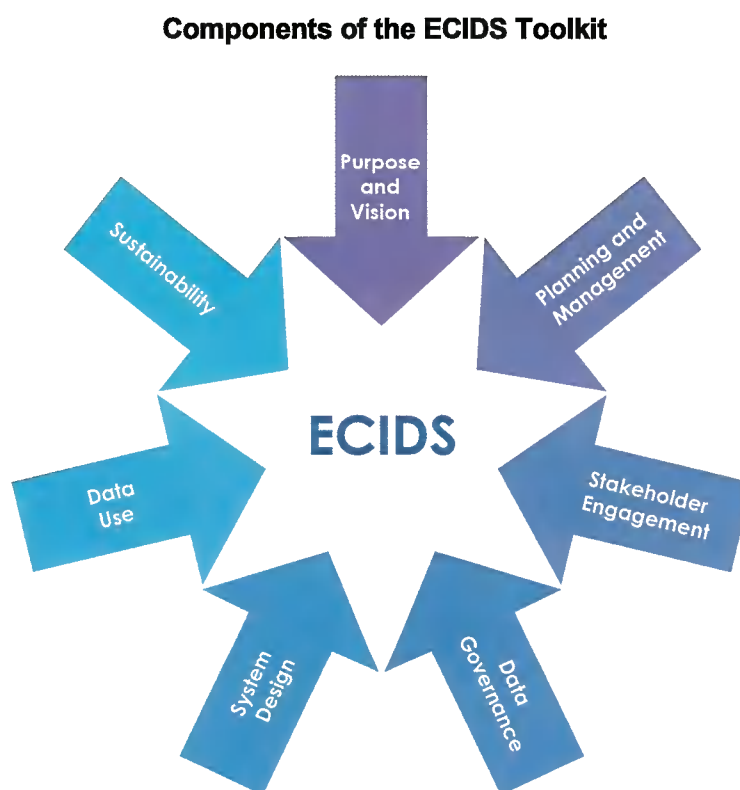 Components of the ECIDS Toolkit
Purpose
and
Vision
Planning and
Management
Stakeholder
Engagement
Data
Governance
System
Design
Data
Use
Sustainability
ECIDS